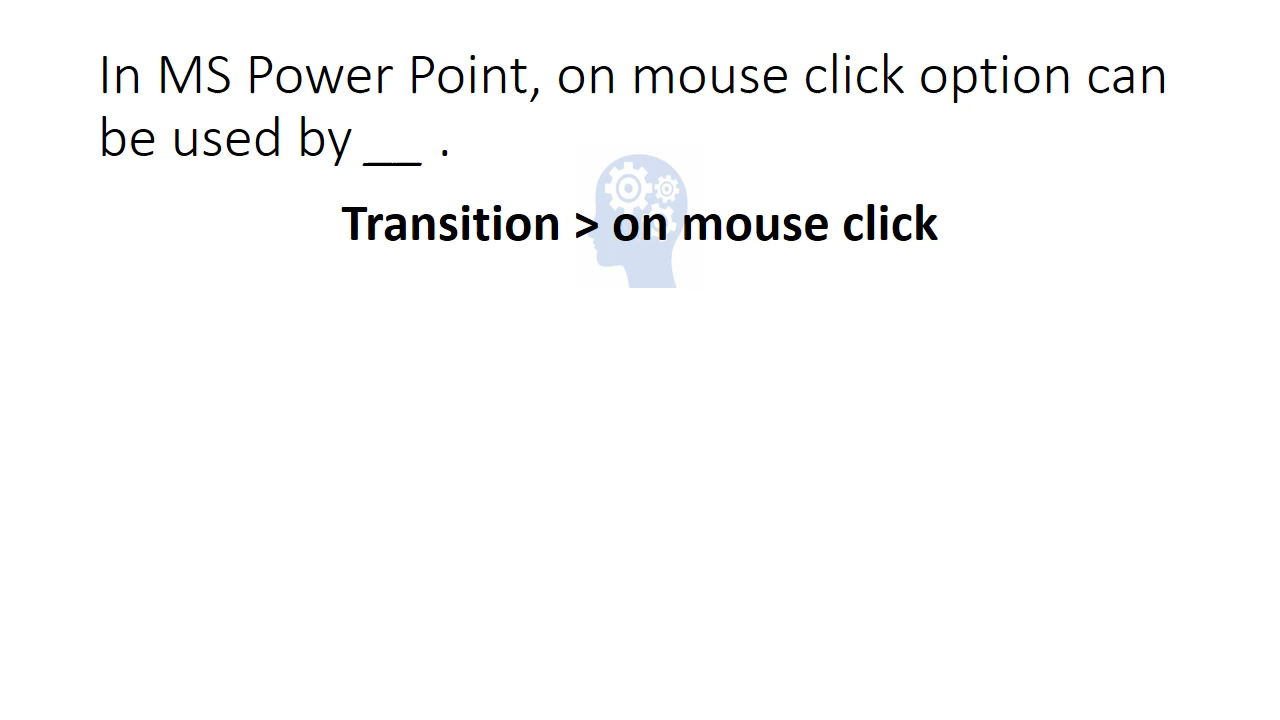 In MS Power Point, on mouse click option can
be used by __ .
Transition > on mouse click